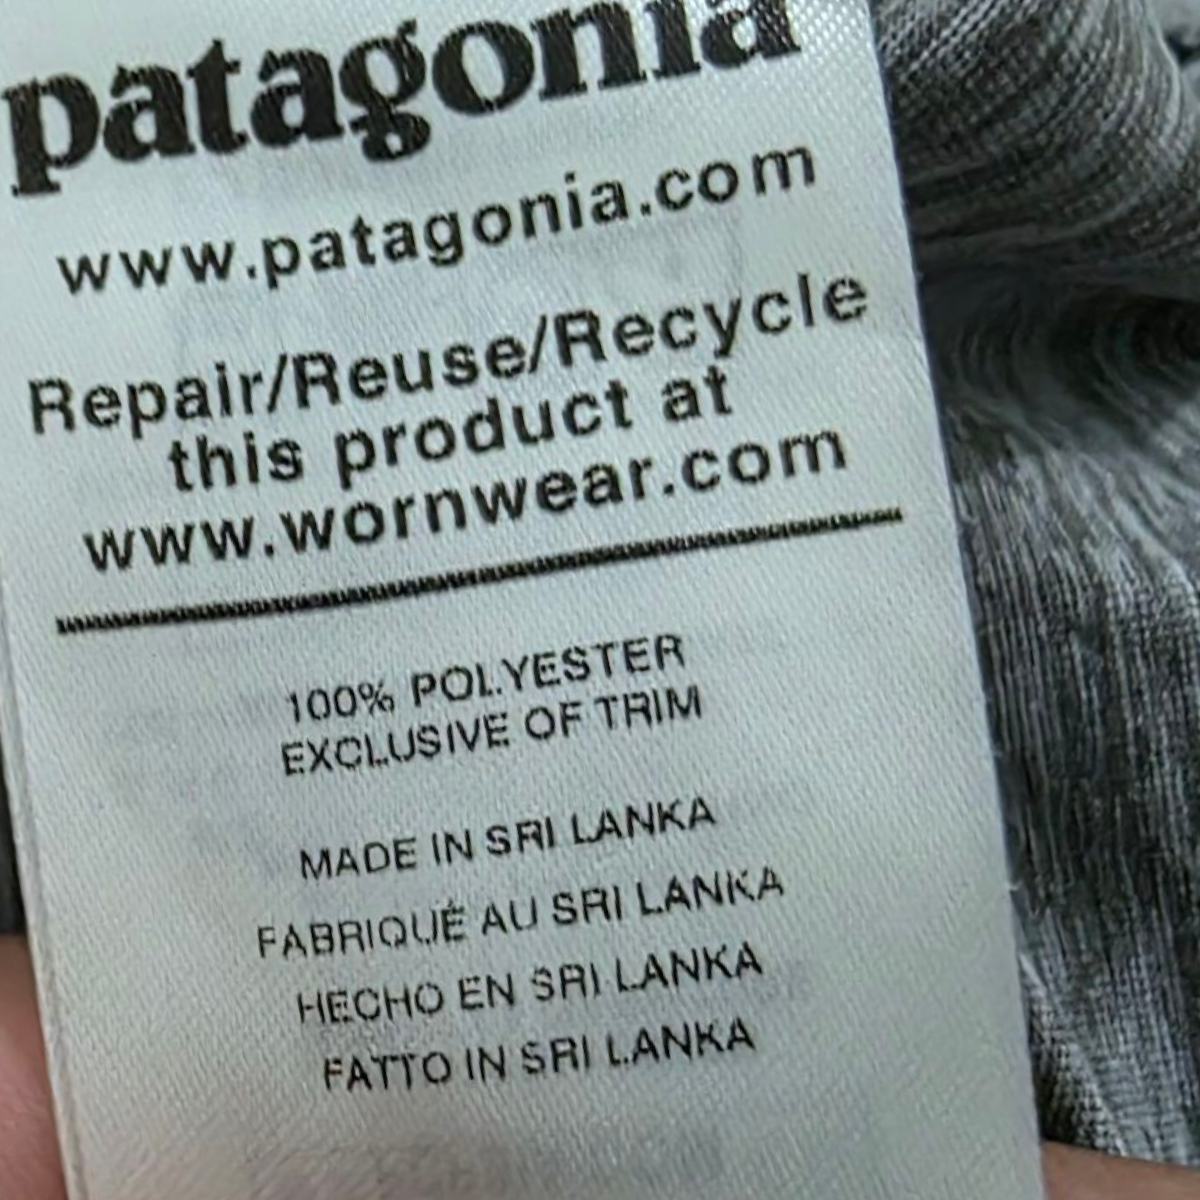 patagonia
www.patagonia.com
Repair/Reuse/Recycle
this product at
www.wornwear.com
100% POLYESTER
EXCLUSIVE OF TRIM
MADE IN SRI LANKA
FABRIQUÉ AU SRI LANKA
HECHO EN SRI LANKA
FATTO IN SRI LANKA